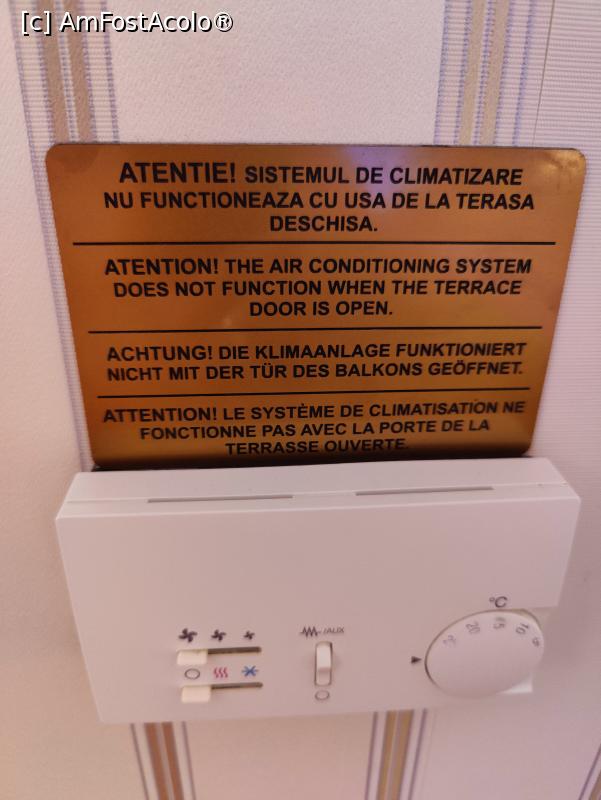 [c] AmFostAcolo®
ATENTIE! SISTEMUL DE CLIMATIZARE
NU FUNCTIONEAZA CU USA DE LA TERASA
DESCHISA.
ATENTION! THE AIR CONDITIONING SYSTEM
DOES NOT FUNCTION WHEN THE TERRACE
DOOR IS OPEN.
ACHTUNG! DIE KLIMAANLAGE FUNKTIONIERT
NICHT MIT DER TÜR DES BALKONS GEÖFFNET.
ATTENTION! LE SYSTÈME DE CLIMATISATION NE
FONCTIONNE PAS AVEC LA PORTE DE LA
TERRASSE OUVERTE.
/AUX
°C
20 15 10